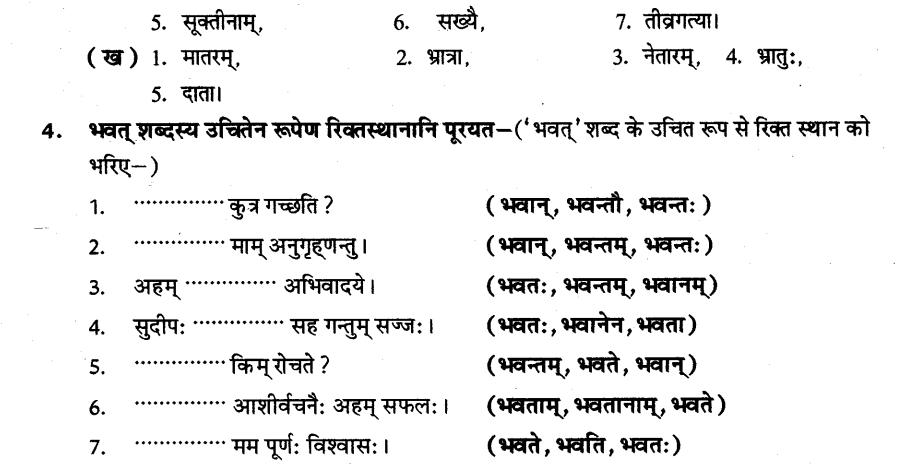 5. सूक्तीनाम्, 6. सख्यै, 7. तीव्रगत्या।
(ख) 1. मातरम्, 2. भ्रात्रा, 3. नेतारम्, 4. भ्रातुः,
5. दाता।
4. भवत् शब्दस्य उचितेन रूपेण रिक्तस्थानानि पूरयत–('भवत्' शब्द के उचित रूप से रिक्त स्थान को
भरिए–)
1. ............... कुत्र गच्छति ? (भवान्, भवन्तौ, भवन्तः)
2. ............... माम् अनुगृह्णन्तु। (भवान्, भवन्तम्, भवन्तः)
3. अहम् ............... अभिवादये। (भवतः, भवन्तम्, भवानम्)
4. सुदीपः ............... सह गन्तुम् सज्जः। (भवतः, भवानेन, भवता)
5. ............... किम् रोचते ? (भवन्तम्, भवते, भवान्)
6. ............... आशीर्वचनैः अहम् सफलः। (भवताम्, भवतानाम्, भवते)
7. ............... मम पूर्णः विश्वासः। (भवते, भवति, भवतः)